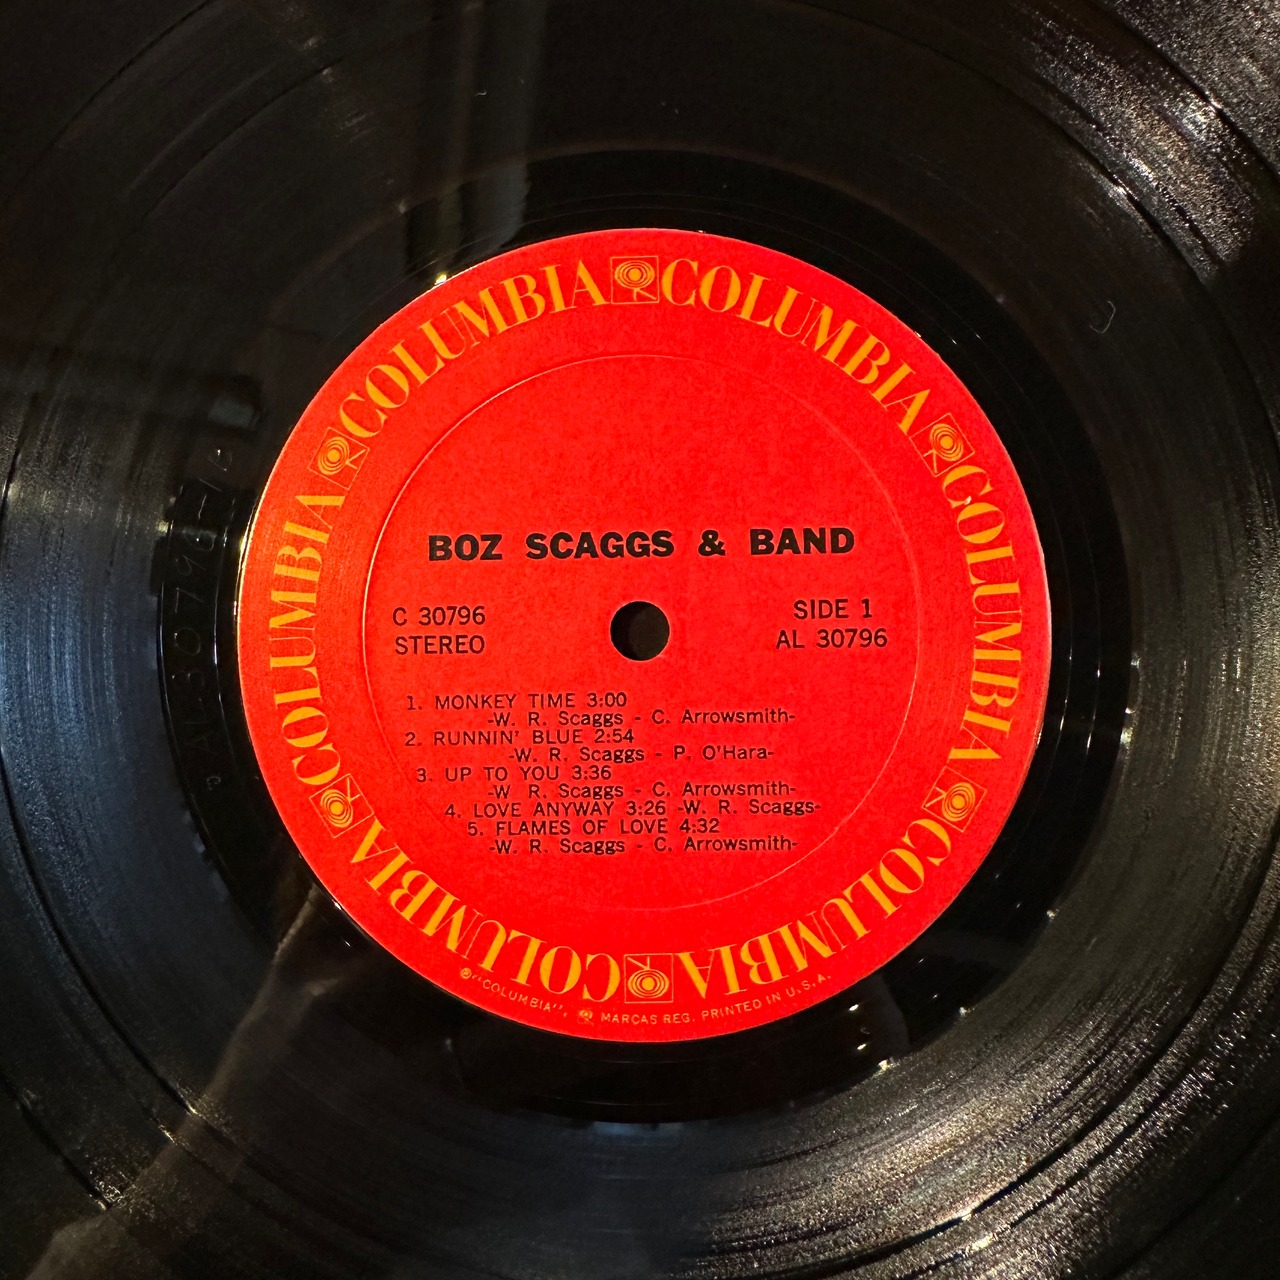 COLUMBIA COLUMBIA COLUMBIA COLUMBIA COLUMBIA COLUMBIA
BOZ SCAGGS & BAND
C 30796
STEREO
SIDE 1
AL 30796
1. MONKEY TIME 3:00
-W. R. Scaggs - C. Arrowsmith-
2. RUNNIN' BLUE 2:54
-W. R. Scaggs - P. O'Hara-
3. UP TO YOU 3:36
-W. R. Scaggs - C. Arrowsmith-
4. LOVE ANYWAY 3:26 -W. R. Scaggs-
5. FLAMES OF LOVE 4:32
-W. R. Scaggs - C. Arrowsmith-
®"COLUMBIA", MARCAS REG. PRINTED IN U.S.A.